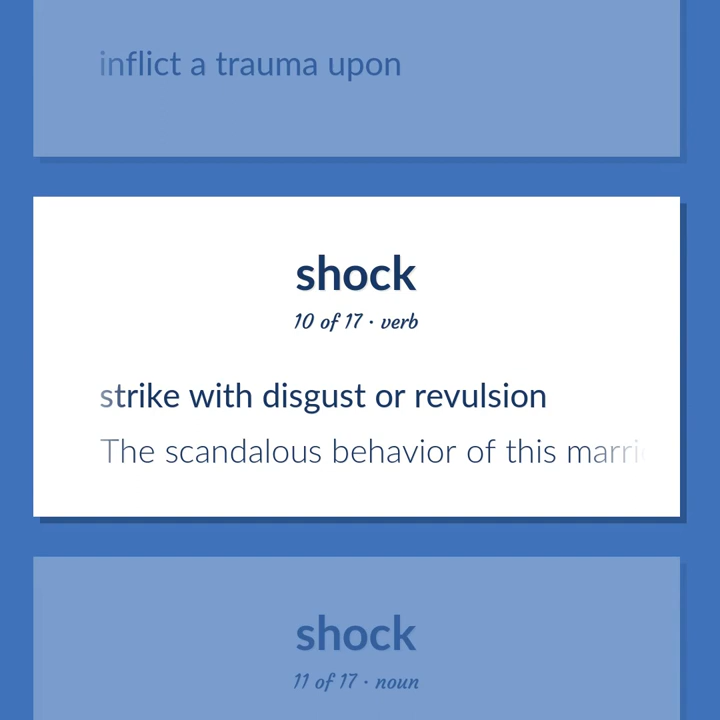 inflict a trauma upon
shock
10 of 17 · verb
strike with disgust or revulsion
The scandalous behavior of this
shock
11 of 17 · noun